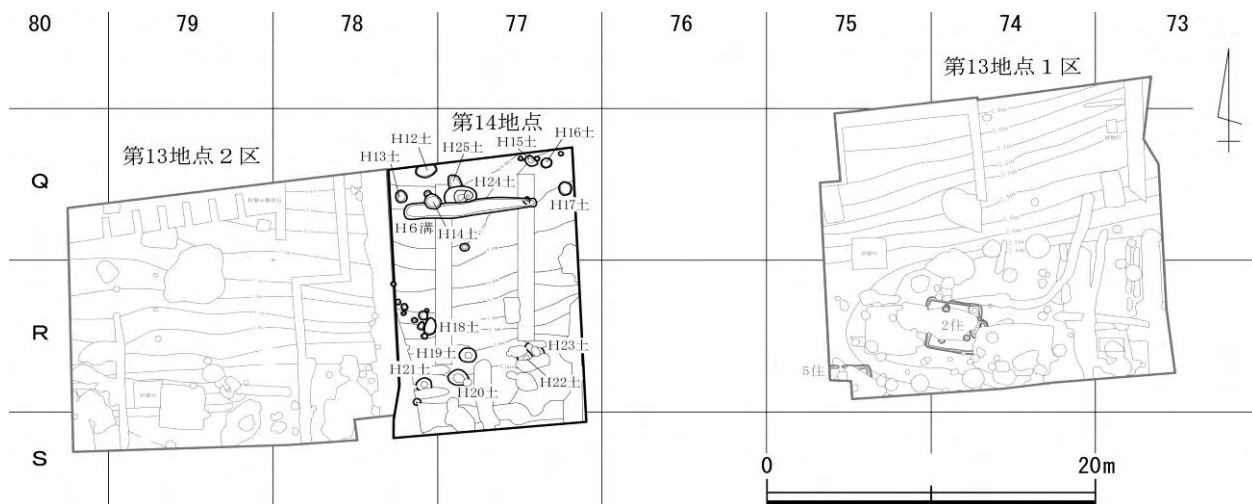 80 79 78 77 76 75 74 73
第13地点１区
第14地点
第13地点２区
H12土
H13土
H25土
H15土
H16土
H24土
H17土
H14土
H６溝
Q
R
S
H18土
H19土
H21土
H20土
H23土
H22土
2住
5住
0 20m